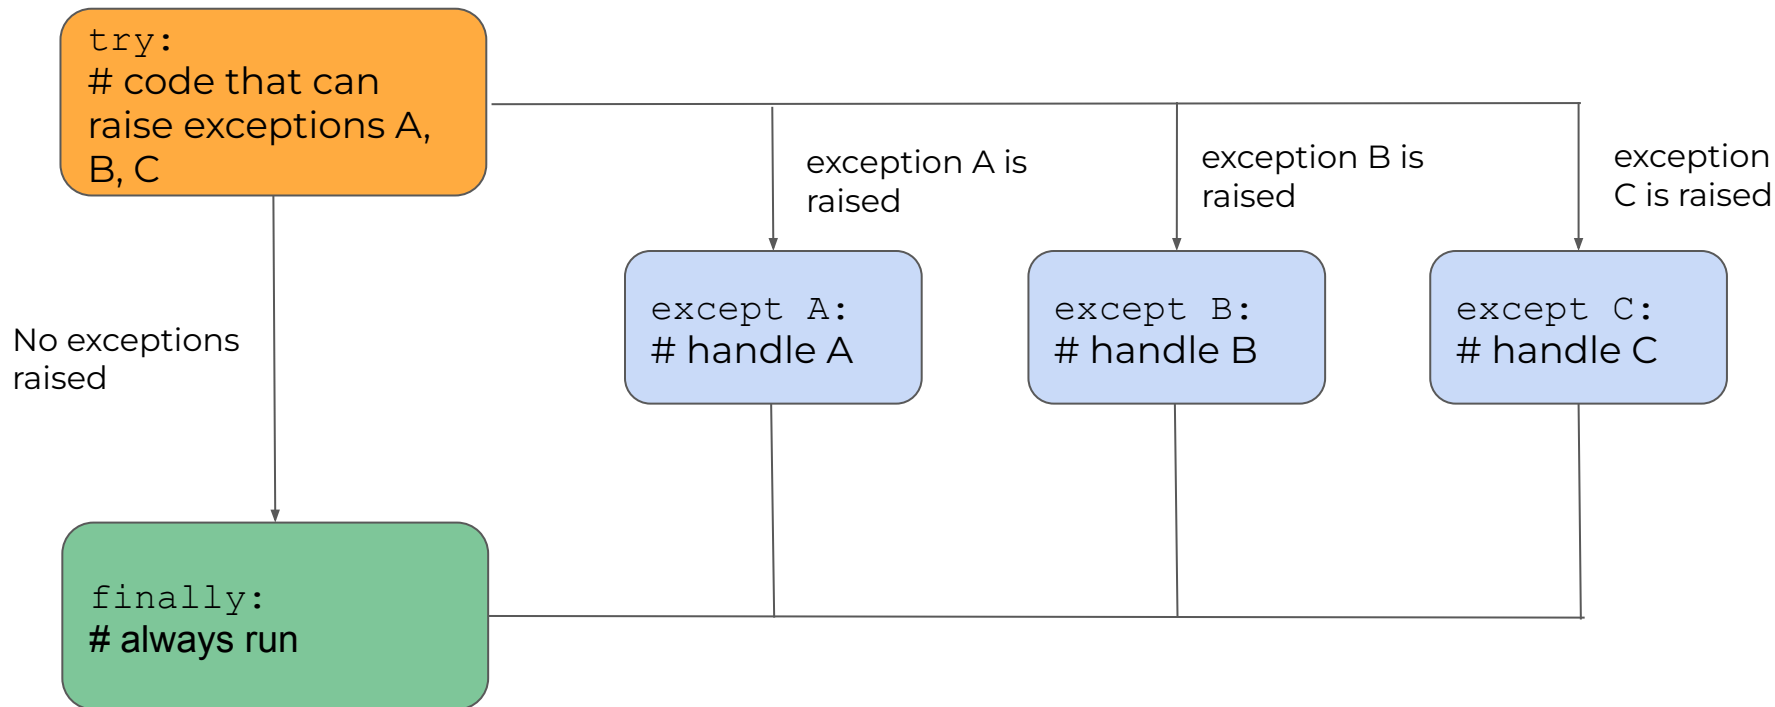 try:
# code that can
raise exceptions A,
B, C
exception A is
raised
exception B is
raised
exception
C is raised
No exceptions
raised
except A:
# handle A
except B:
# handle B
except C:
# handle C
finally:
# always run